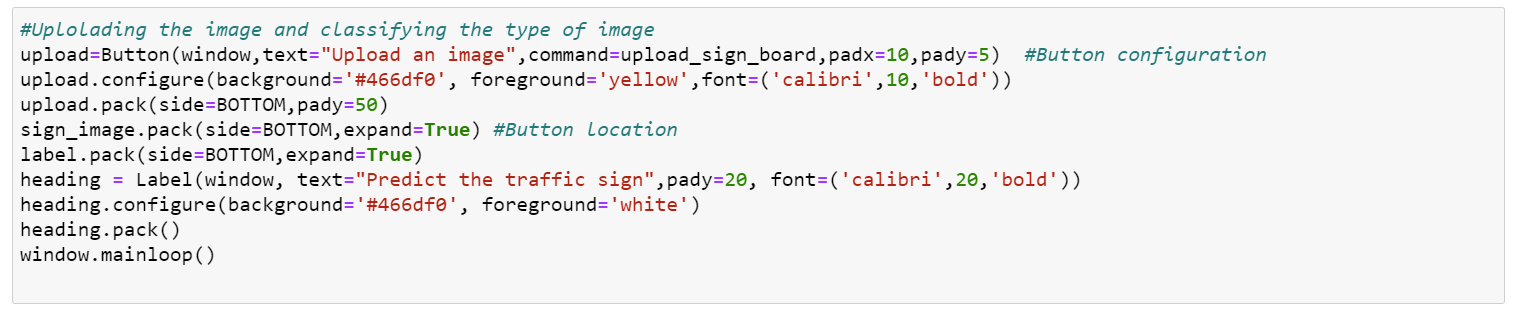 #Uplolading the image and classifying the type of image
upload=Button(window,text="Upload an image",command=upload_sign_board,padx=10,pady=5)  #Button configuration
upload.configure(background='#466df0', foreground='yellow',font=('calibri',10,'bold'))
upload.pack(side=BOTTOM,pady=50)
sign_image.pack(side=BOTTOM,expand=True) #Button location
label.pack(side=BOTTOM,expand=True)
heading = Label(window, text="Predict the traffic sign",pady=20, font=('calibri',20,'bold'))
heading.configure(background='#466df0', foreground='white')
heading.pack()
window.mainloop()